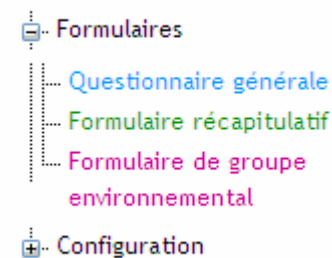 Formulaires
Questionnaire générale
Formulaire récapitulatif
Formulaire de groupe
environnemental
Configuration